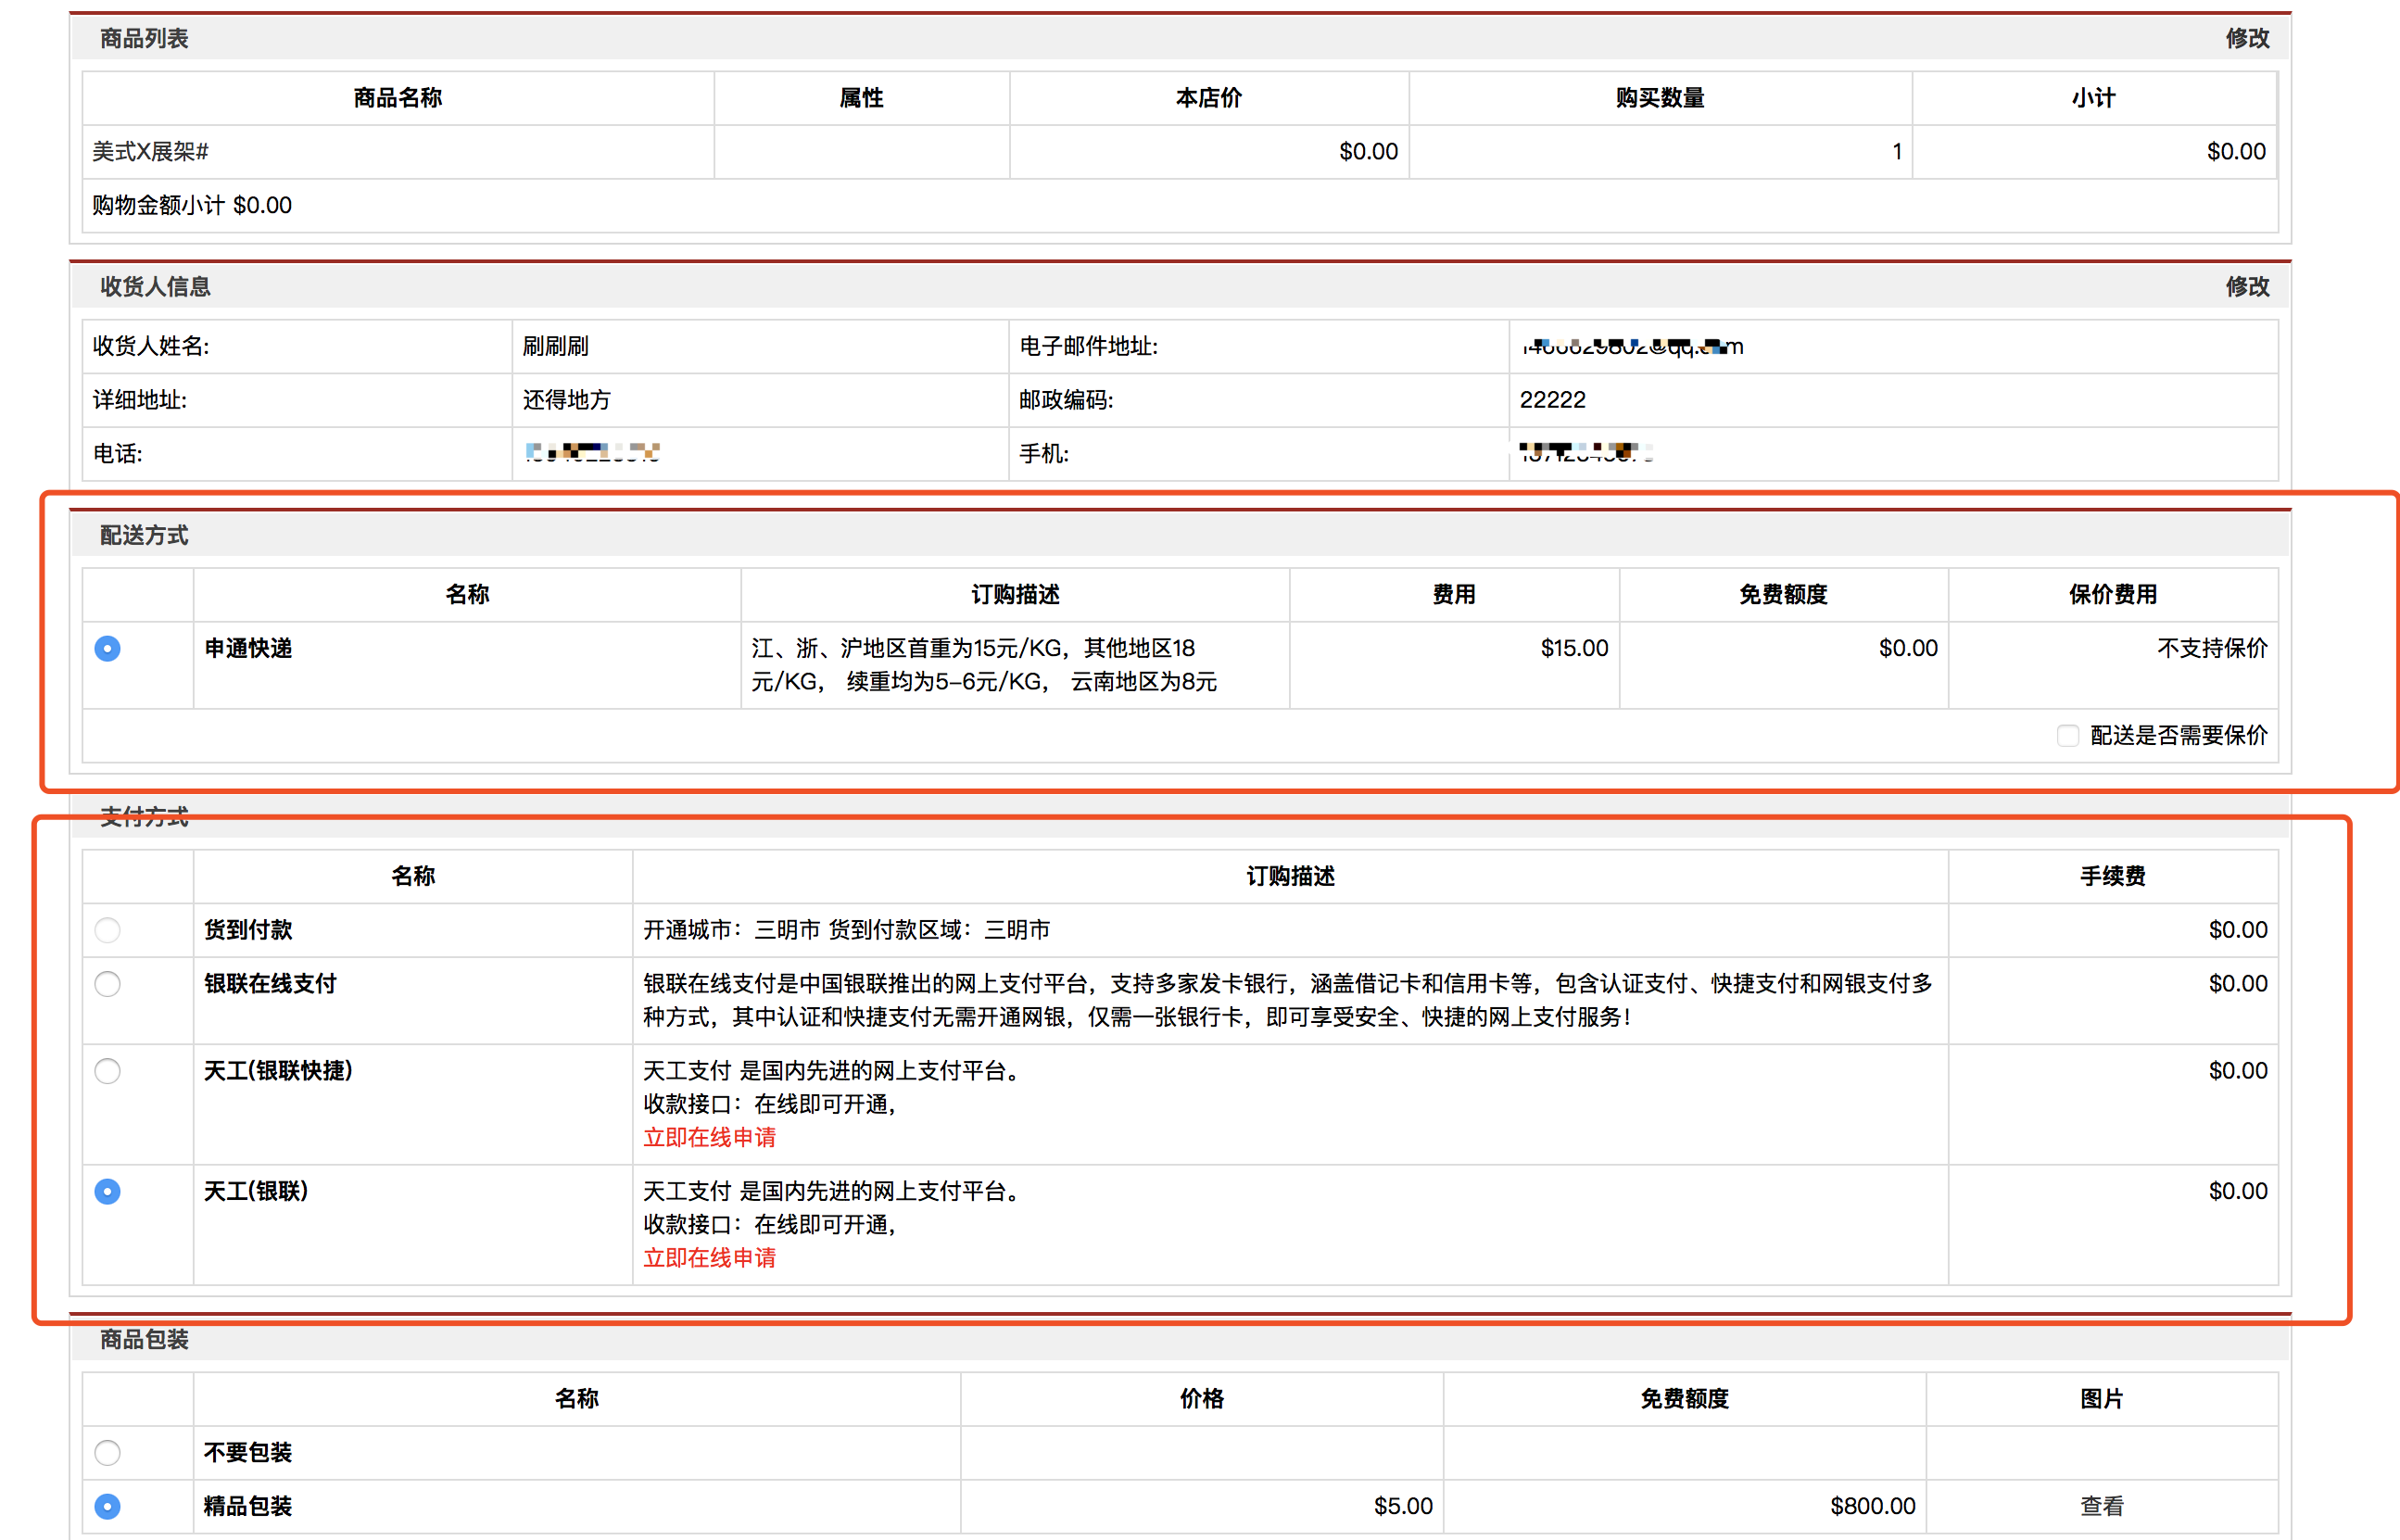 商品列表 修改
商品名称 属性 本店价 购买数量 小计
美式X展架# $0.00 1 $0.00
购物金额小计 $0.00
收货人信息 修改
收货人姓名: 刷刷刷 电子邮件地址:
详细地址: 还得地方 邮政编码: 22222
电话: 手机:
配送方式
名称 订购描述 费用 免费额度 保价费用
申通快递 江、浙、沪地区首重为15元/KG，其他地区18 $15.00 $0.00 不支持保价
元/KG， 续重均为5-6元/KG， 云南地区为8元
配送是否需要保价
支付方式
名称 订购描述 手续费
货到付款 开通城市：三明市 货到付款区域：三明市 $0.00
银联在线支付 银联在线支付是中国银联推出的网上支付平台，支持多家发卡银行，涵盖借记卡和信用卡等，包含认证支付、快捷支付和网银支付多 $0.00
种方式，其中认证和快捷支付无需开通网银，仅需一张银行卡，即可享受安全、快捷的网上支付服务！
天工(银联快捷) 天工支付 是国内先进的网上支付平台。 $0.00
收款接口：在线即可开通，
立即在线申请
天工(银联) 天工支付 是国内先进的网上支付平台。 $0.00
收款接口：在线即可开通，
立即在线申请
商品包装
名称 价格 免费额度 图片
不要包装
精品包装 $5.00 $800.00 查看